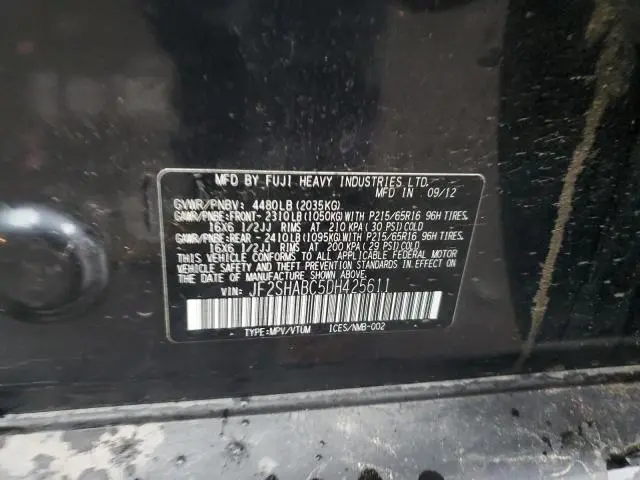 MFD BY FUJI HEAVY INDUSTRIES LTD.
MFD IN 09/12
GVWR/PNBV: 4480LB(2035KG)
GAWR/PNBE:FRONT-2310LB(1050KG)WITH P215/65R16 96H TIRES,
16X6 1/2JJ RIMS, AT 210 KPA(30.PSI)COLD
GAWR/PNBE:REAR - 2410LB(1095KG)WITH P215/65R16 96H TIRES,
16X6 1/2JJ RIMS, AT 200 KPA(29.PSI)COLD
THIS VEHICLE CONFORMS TO ALL APPLICABLE FEDERAL MOTOR
VEHICLE SAFETY STANDARDS IN EFFECT ON
THE DATE OF MANUFACTURE SHOWN ABOVE.
VIN: JF2SHABC5DH425611
TYPE:MPV/VTUM ICES/NMB-002